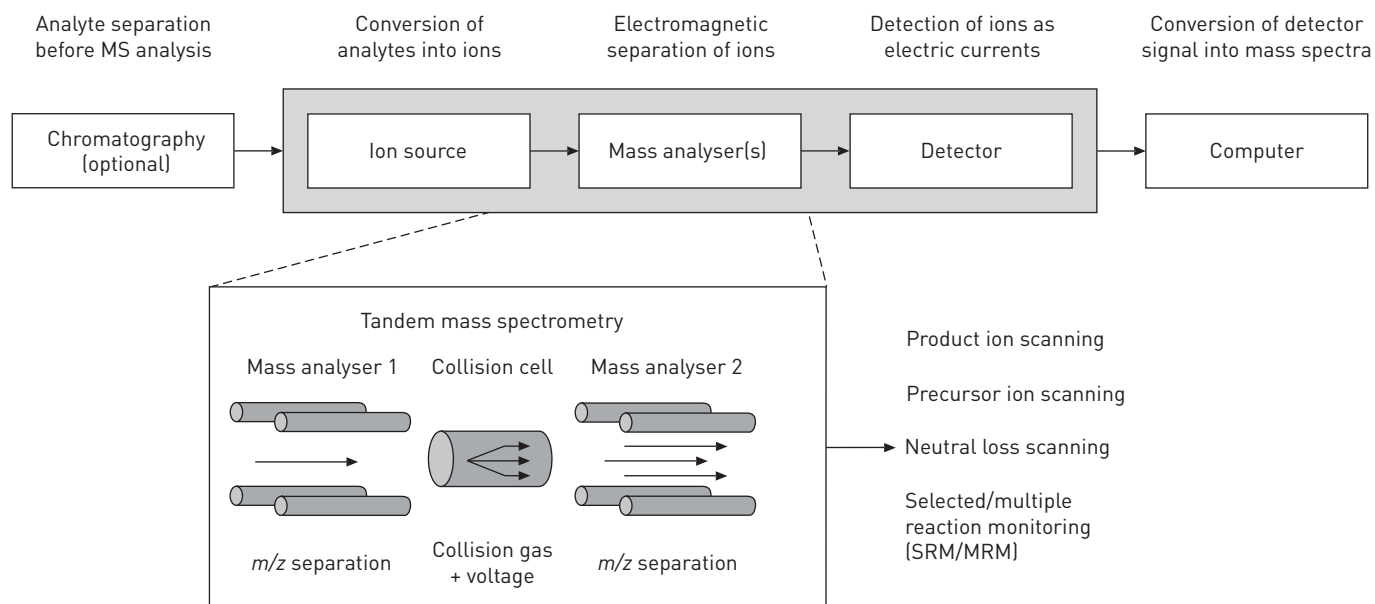 Analyte separation
before MS analysis
Conversion of
analytes into ions
Electromagnetic
separation of ions
Detection of ions as
electric currents
Conversion of detector
signal into mass spectra
Chromatography
(optional)
Ion source
Mass analyser(s)
Detector
Computer
Tandem mass spectrometry
Mass analyser 1
Collision cell
Mass analyser 2
m/z separation
Collision gas
+ voltage
m/z separation
Product ion scanning
Precursor ion scanning
Neutral loss scanning
Selected/multiple
reaction monitoring
(SRM/MRM)